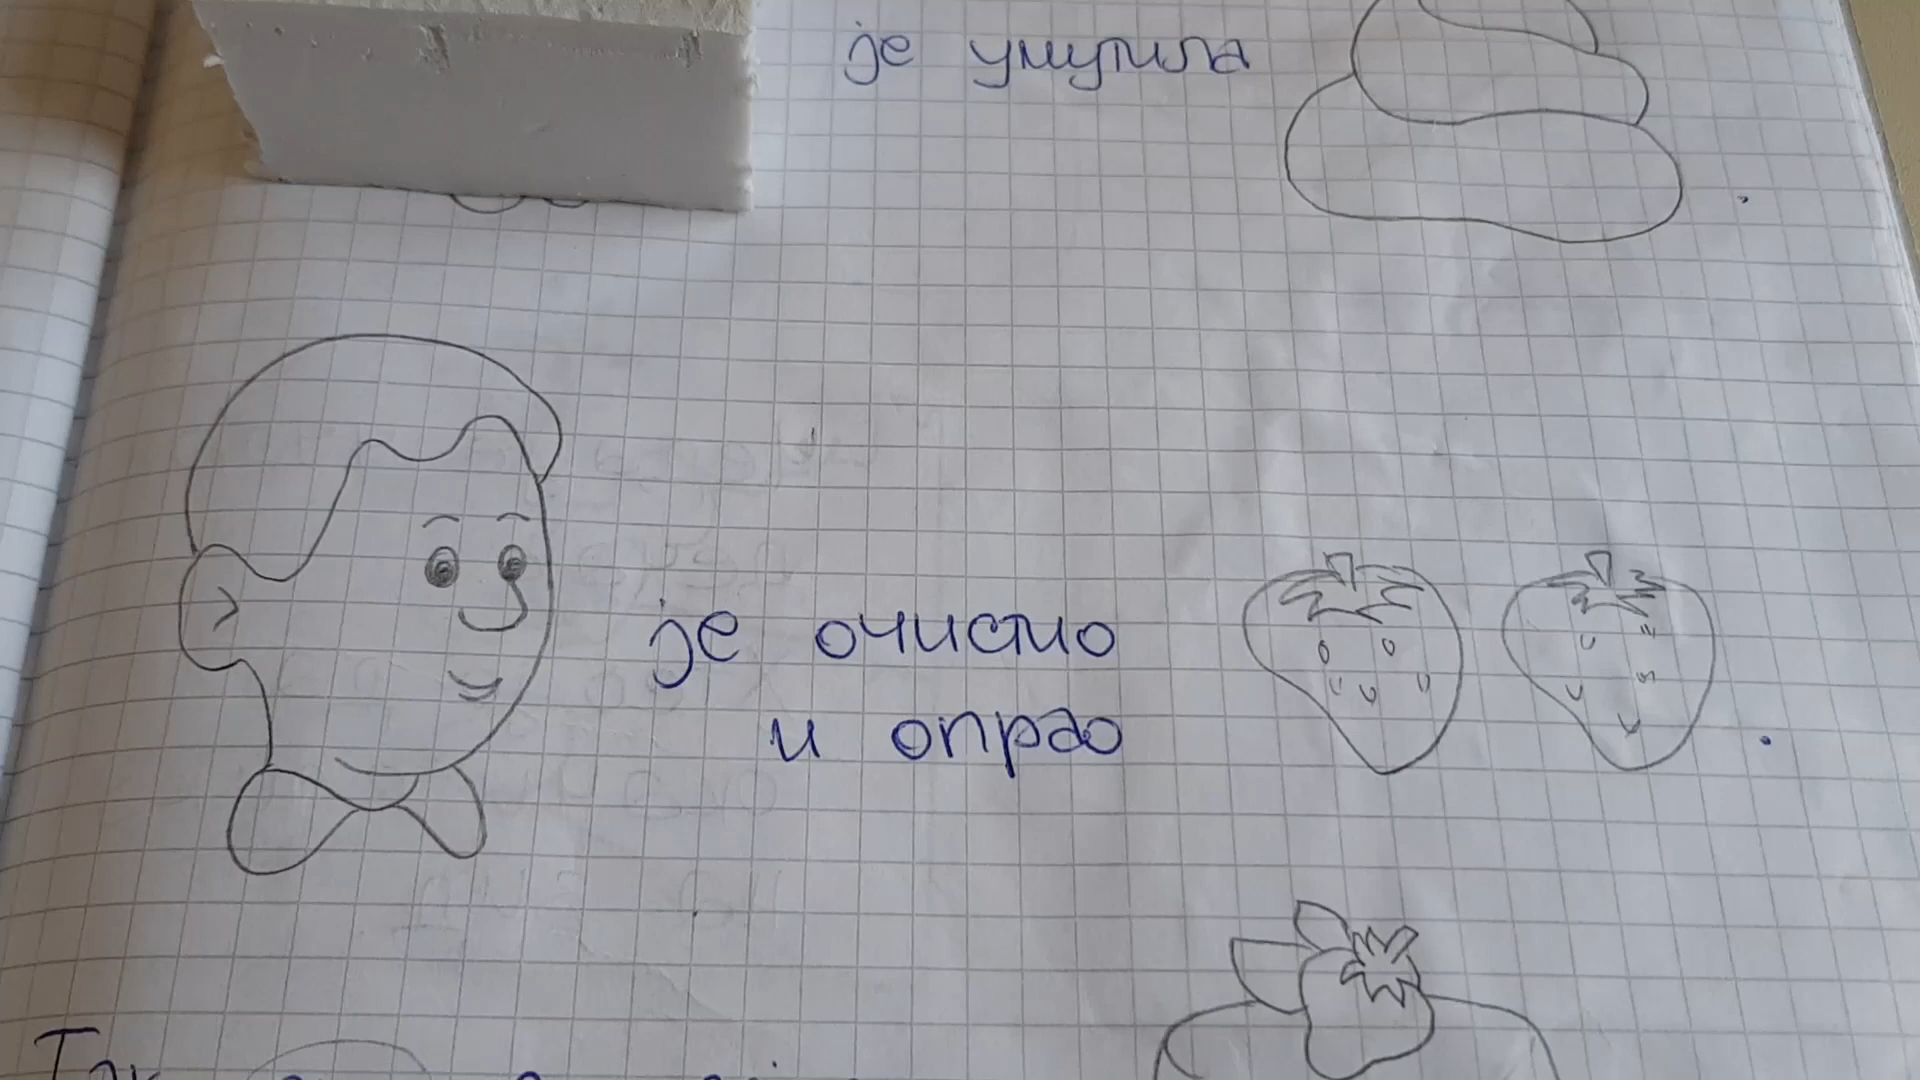 је умутила
је очистио
.
и опрао
.